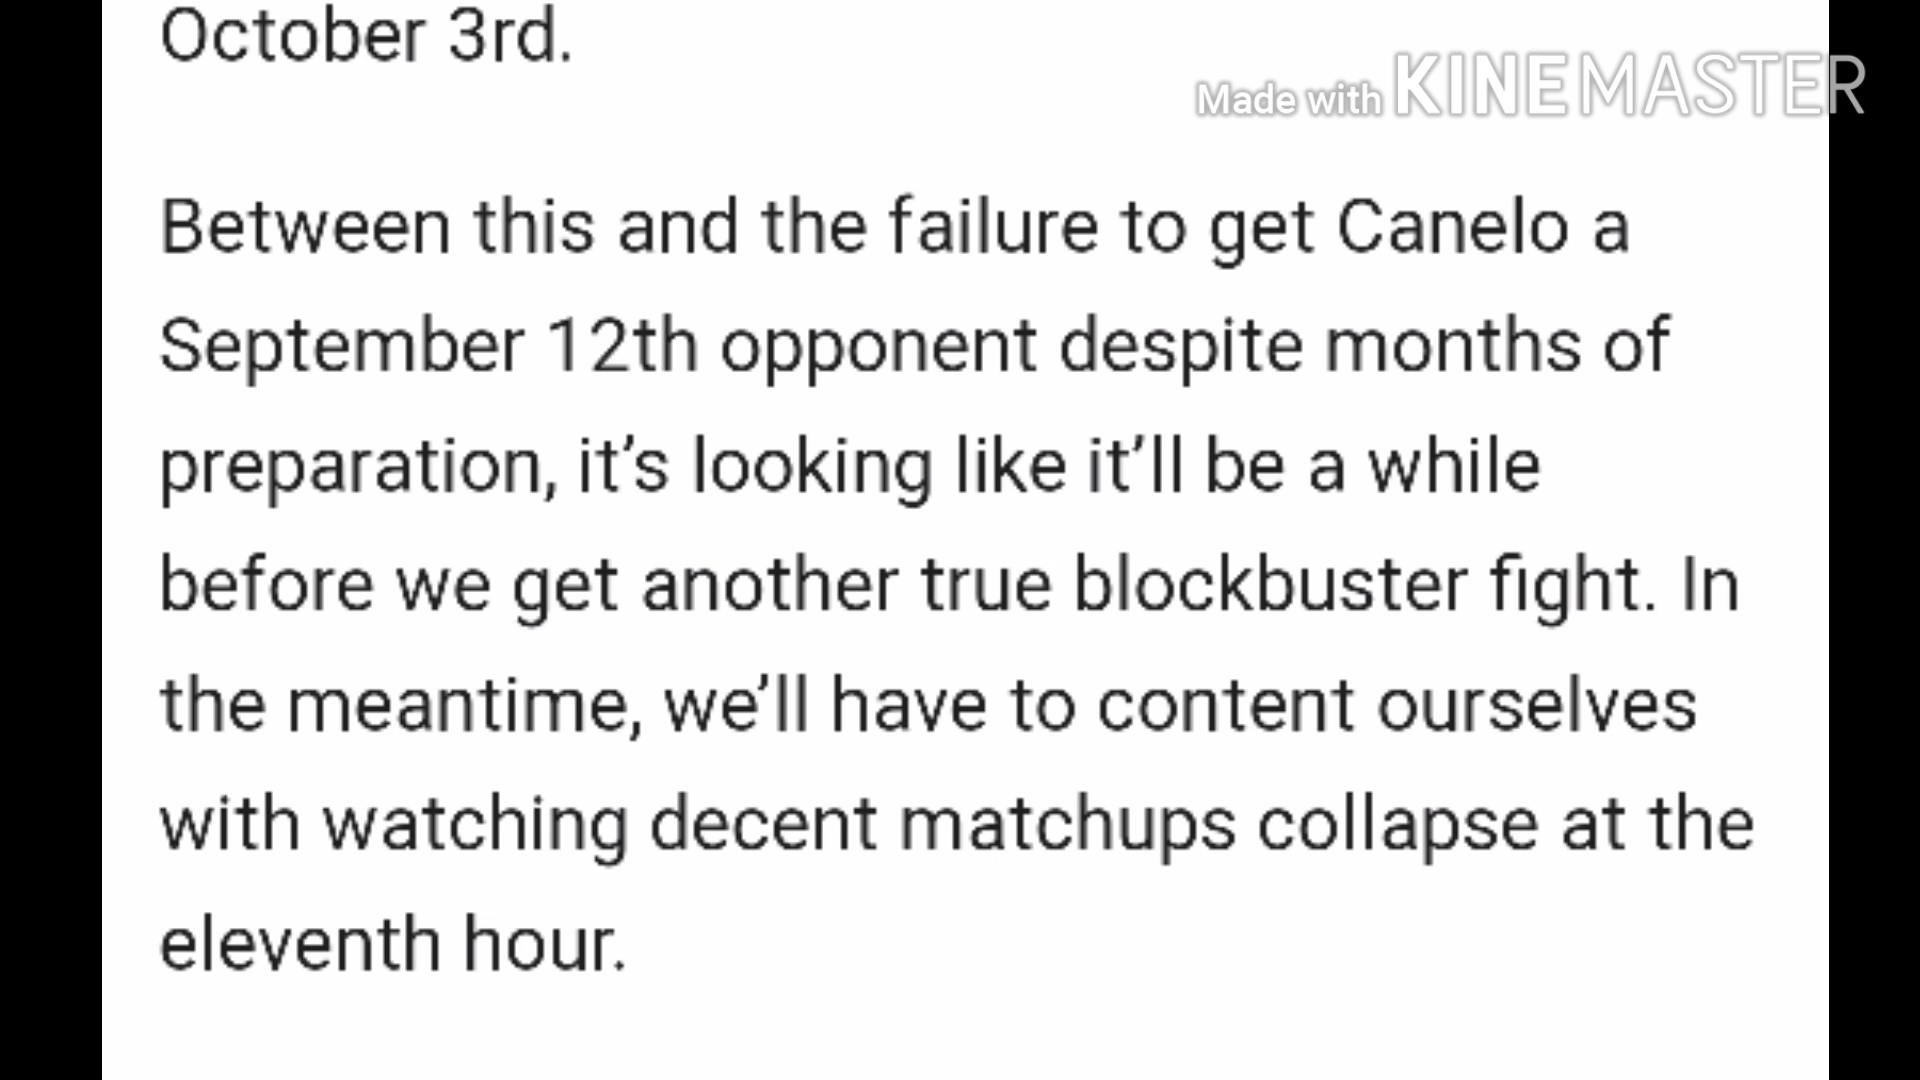 October 3rd.
Made with KINEMASTER
Between this and the failure to get Canelo a
September 12th opponent despite months of
preparation, it’s looking like it’ll be a while
before we get another true blockbuster fight. In
the meantime, we’ll have to content ourselves
with watching decent matchups collapse at the
eleventh hour.